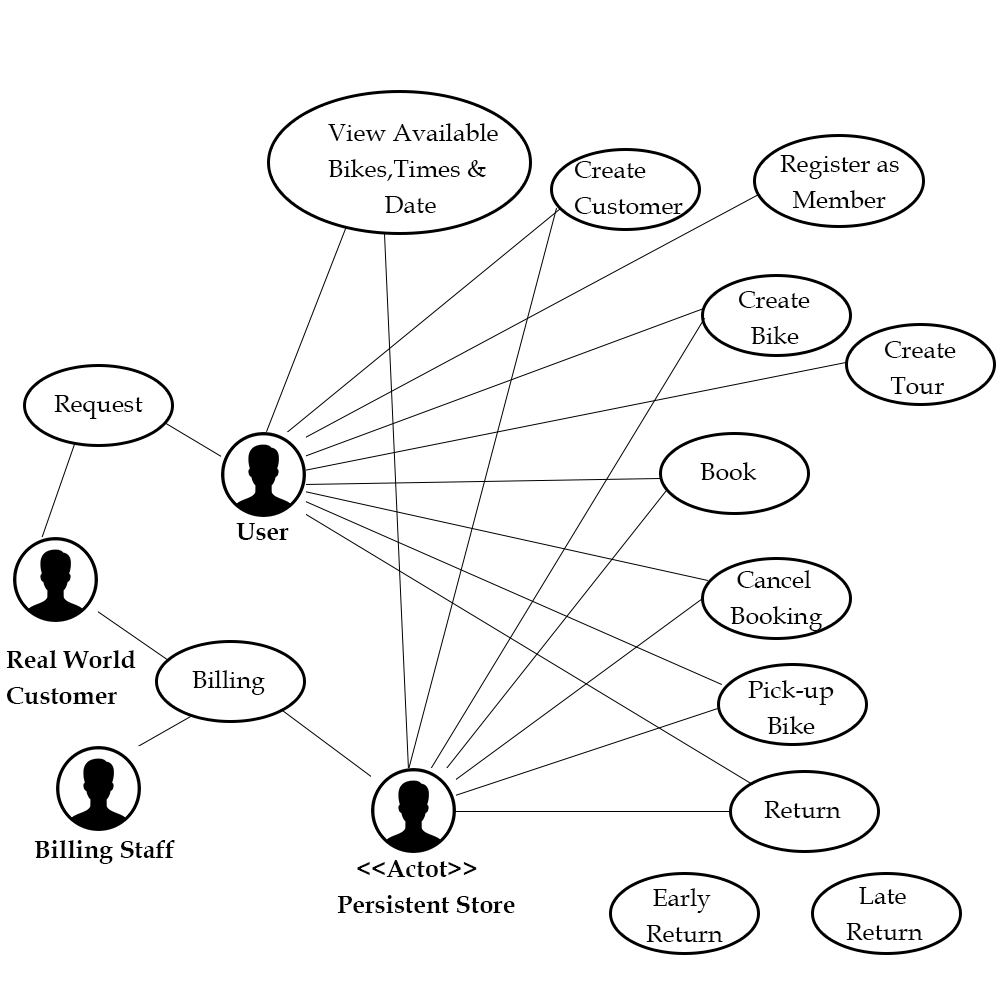 View Available
Bikes,Times &
Date
Create
Customer
Register as
Member
Create
Bike
Create
Tour
Request
Book
User
Cancel
Booking
Real World
Customer
Billing
Pick-up
Bike
Return
Billing Staff
<<Actot>>
Persistent Store
Early
Return
Late
Return